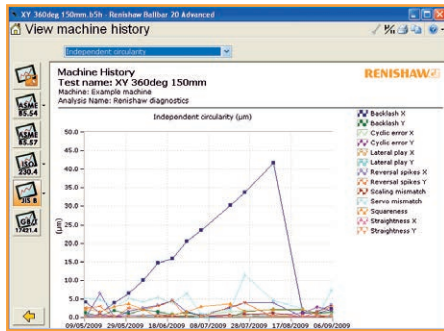 XY 360deg 150mm.b5h - Renishaw Ballbar 20 Advanced
View machine history
Independent circularity
Machine History
Test name: XY 360deg 150mm
Machine: Example machine
Analysis Name: Renishaw diagnostics
RENISHAW
ASME
B5.54
ASME
B5.57
ISO
230.4
JIS B
GB/
17421.4
Independent circularity (µm)
50.0
45.0
40.0
35.0
30.0
25.0
20.0
15.0
10.0
5.0
0.0
(µm)
09/05/2009 29/05/2009 18/06/2009 08/07/2009 28/07/2009 17/08/2009 06/09/2009
Backlash X
Backlash Y
Cyclic error X
Cyclic error Y
Lateral play X
Lateral play Y
Reversal spikes X
Reversal spikes Y
Scaling mismatch
Servo mismatch
Squareness
Straightness X
Straightness Y